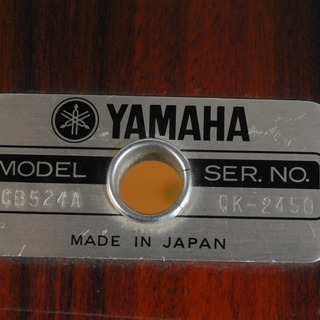 YAMAHA
MODEL SER. NO.
CB524A QK-2450
MADE IN JAPAN